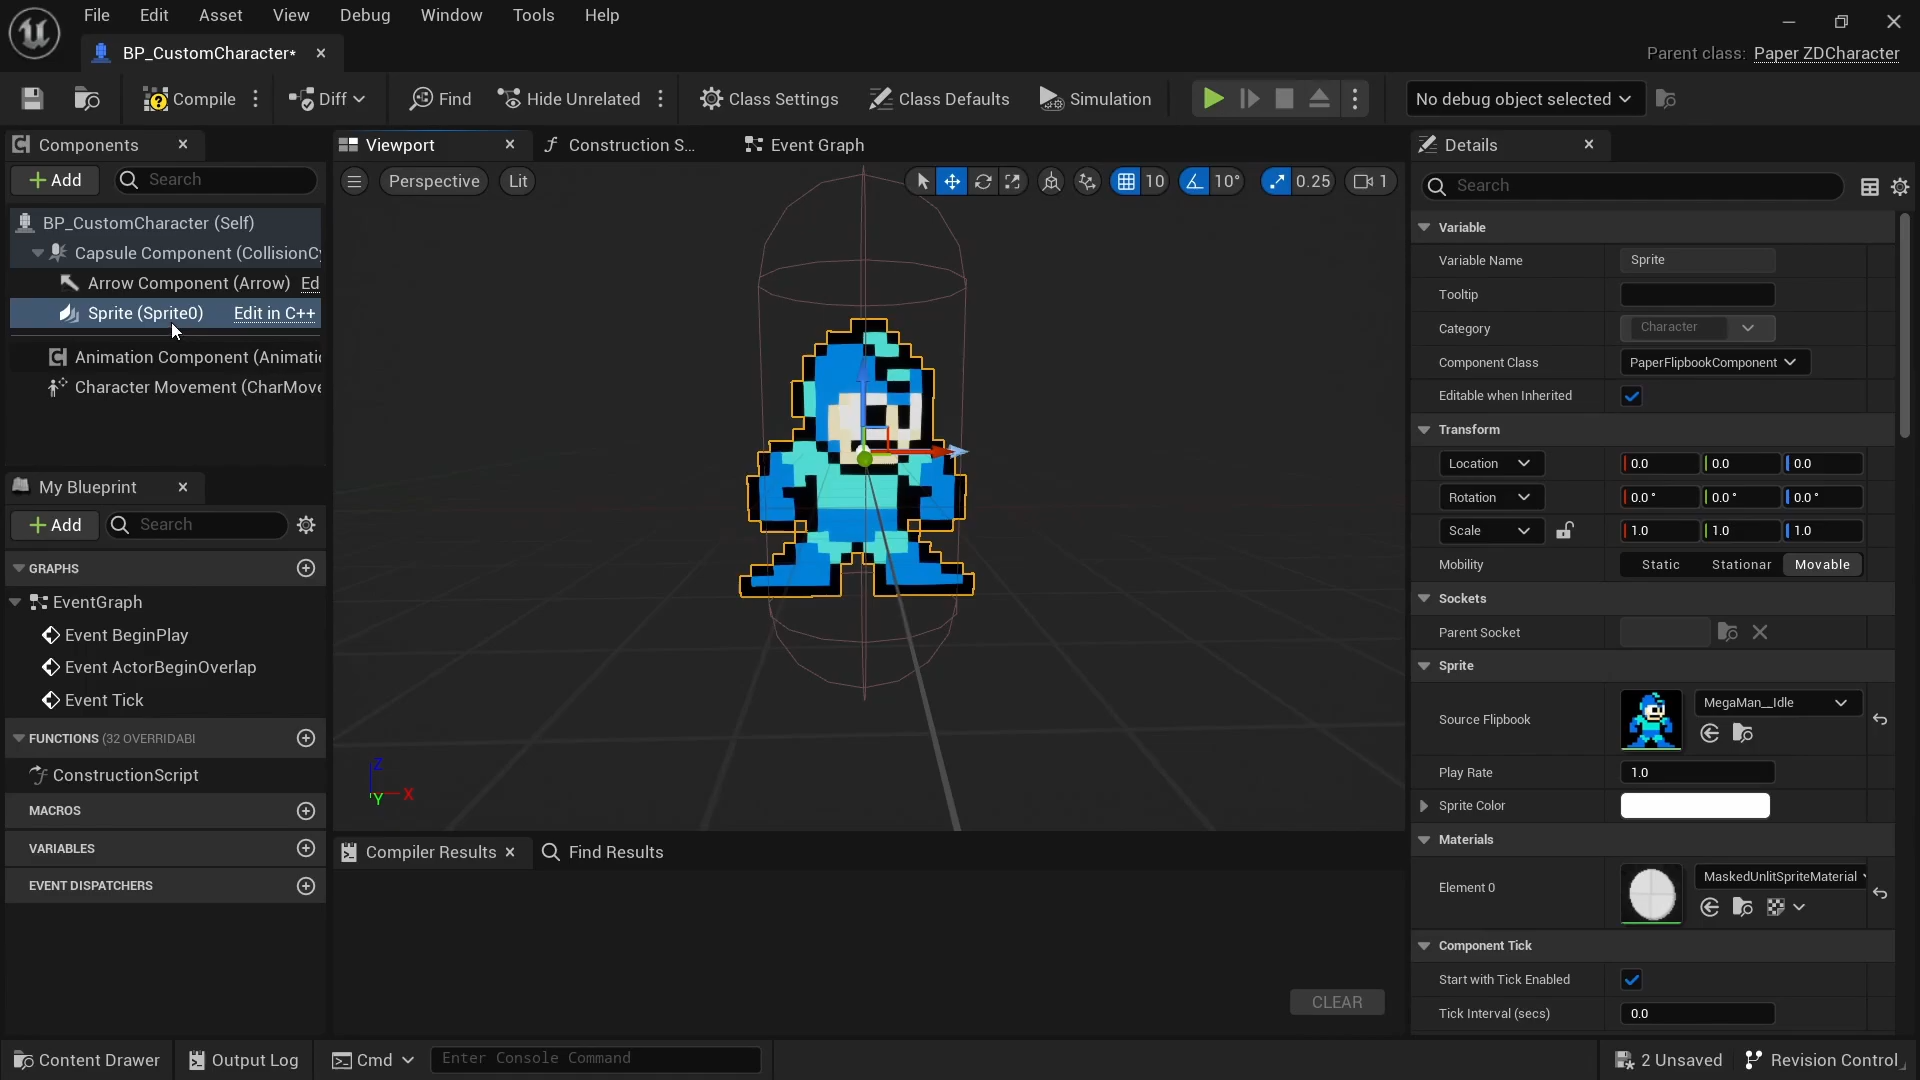 File Edit Asset View Debug Window Tools Help
BP_CustomCharacter*
Parent class: Paper ZDCharacter
Compile Diff Find Hide Unrelated Class Settings Class Defaults Simulation No debug object selected
Components
Viewport Construction S... Event Graph
Details
Add Search
Perspective Lit 10 10° 0.25 1
Search
BP_CustomCharacter (Self)
Capsule Component (CollisionCy
Arrow Component (Arrow) Ed
Sprite (Sprite0) Edit in C++
Animation Component (Animatic
Character Movement (CharMove
My Blueprint
Add Search
GRAPHS
EventGraph
Event BeginPlay
Event ActorBeginOverlap
Event Tick
FUNCTIONS (32 OVERRIDABL
ConstructionScript
MACROS
VARIABLES
EVENT DISPATCHERS
Z
X
Y
Compiler Results Find Results
CLEAR
Variable
Variable Name Sprite
Tooltip
Category Character
Component Class PaperFlipbookComponent
Editable when Inherited
Transform
Location 0.0 0.0 0.0
Rotation 0.0° 0.0° 0.0°
Scale 1.0 1.0 1.0
Mobility Static Stationar Movable
Sockets
Parent Socket
Sprite
Source Flipbook MegaMan__Idle
Play Rate 1.0
Sprite Color
Materials
Element 0 MaskedUnlitSpriteMaterial
Component Tick
Start with Tick Enabled
Tick Interval (secs) 0.0
Content Drawer Output Log Cmd Enter Console Command 2 Unsaved Revision Control